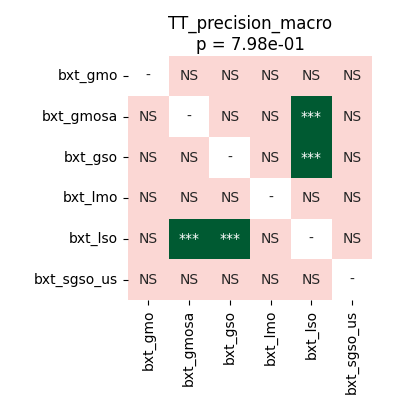 TT_precision_macro
p = 7.98e-01
bxt_gmo - NS NS NS NS NS
bxt_gmosa NS - NS NS *** NS
bxt_gso NS NS - NS *** NS
bxt_lmo NS NS NS - NS NS
bxt_lso NS *** *** NS - NS
bxt_sgso_us NS NS NS NS NS -
bxt_gmo
bxt_gmosa
bxt_gso
bxt_lmo
bxt_lso
bxt_sgso_us